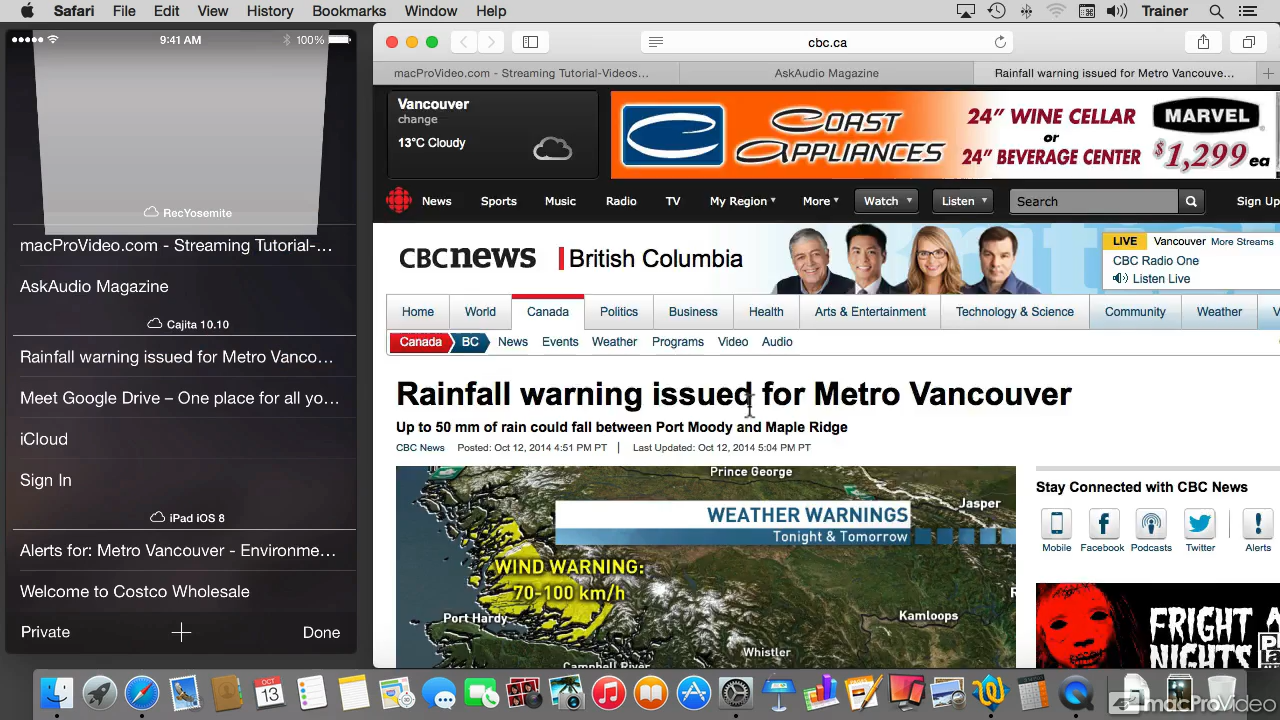 Safari File Edit View History Bookmarks Window Help Trainer
9:41 AM 100%
RecYosemite
macProVideo.com - Streaming Tutorial-...
AskAudio Magazine
Cajita 10.10
Rainfall warning issued for Metro Vanco...
Meet Google Drive – One place for all yo...
iCloud
Sign In
iPad iOS 8
Alerts for: Metro Vancouver - Environme...
Welcome to Costco Wholesale
Private Done
cbc.ca
macProVideo.com - Streaming Tutorial-Videos... AskAudio Magazine Rainfall warning issued for Metro Vancouve...
Vancouver
change
13°C Cloudy
COAST
APPLIANCES
24" WINE CELLAR
or
24" BEVERAGE CENTER
MARVEL
$1,299 ea
News Sports Music Radio TV My Region More Watch Listen Search Sign Up
CBCnews British Columbia
LIVE Vancouver More Streams
CBC Radio One
Listen Live
Home World Canada Politics Business Health Arts & Entertainment Technology & Science Community Weather V
Canada BC News Events Weather Programs Video Audio
Rainfall warning issued for Metro Vancouver
Up to 50 mm of rain could fall between Port Moody and Maple Ridge
CBC News Posted: Oct 12, 2014 4:51 PM PT | Last Updated: Oct 12, 2014 5:04 PM PT
Prince George
Jasper
WEATHER WARNINGS
Tonight & Tomorrow
WIND WARNING:
70-100 km/h
Port Hardy
Kamloops
Whistler
Campbell River
Stay Connected with CBC News
Mobile Facebook Podcasts Twitter Alerts
FRIGHT
NIGHTS
OCT
13
macProVideo